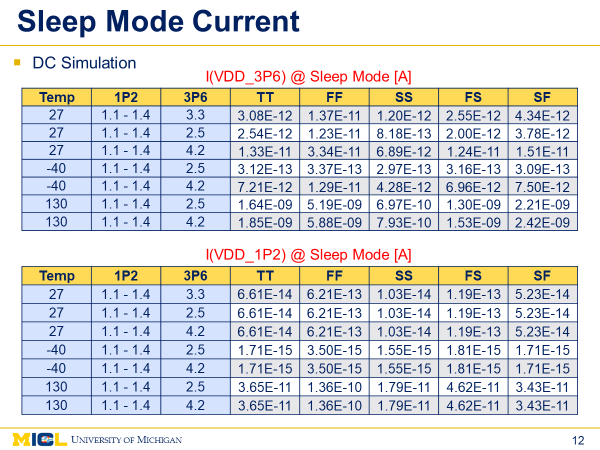 Sleep Mode Current
DC Simulation
I(VDD_3P6) @ Sleep Mode [A]
Temp 1P2 3P6 TT FF SS FS SF
27 1.1 - 1.4 3.3 3.08E-12 1.37E-11 1.20E-12 2.55E-12 4.34E-12
27 1.1 - 1.4 2.5 2.54E-12 1.23E-11 8.18E-13 2.00E-12 3.78E-12
27 1.1 - 1.4 4.2 1.33E-11 3.34E-11 6.89E-12 1.24E-11 1.51E-11
-40 1.1 - 1.4 2.5 3.12E-13 3.37E-13 2.97E-13 3.16E-13 3.09E-13
-40 1.1 - 1.4 4.2 7.21E-12 1.29E-11 4.28E-12 6.96E-12 7.50E-12
130 1.1 - 1.4 2.5 1.64E-09 5.19E-09 6.97E-10 1.30E-09 2.21E-09
130 1.1 - 1.4 4.2 1.85E-09 5.88E-09 7.93E-10 1.53E-09 2.42E-09
I(VDD_1P2) @ Sleep Mode [A]
Temp 1P2 3P6 TT FF SS FS SF
27 1.1 - 1.4 3.3 6.61E-14 6.21E-13 1.03E-14 1.19E-13 5.23E-14
27 1.1 - 1.4 2.5 6.61E-14 6.21E-13 1.03E-14 1.19E-13 5.23E-14
27 1.1 - 1.4 4.2 6.61E-14 6.21E-13 1.03E-14 1.19E-13 5.23E-14
-40 1.1 - 1.4 2.5 1.71E-15 3.50E-15 1.55E-15 1.81E-15 1.71E-15
-40 1.1 - 1.4 4.2 1.71E-15 3.50E-15 1.55E-15 1.81E-15 1.71E-15
130 1.1 - 1.4 2.5 3.65E-11 1.36E-10 1.79E-11 4.62E-11 3.43E-11
130 1.1 - 1.4 4.2 3.65E-11 1.36E-10 1.79E-11 4.62E-11 3.43E-11
MICL UNIVERSITY OF MICHIGAN
12